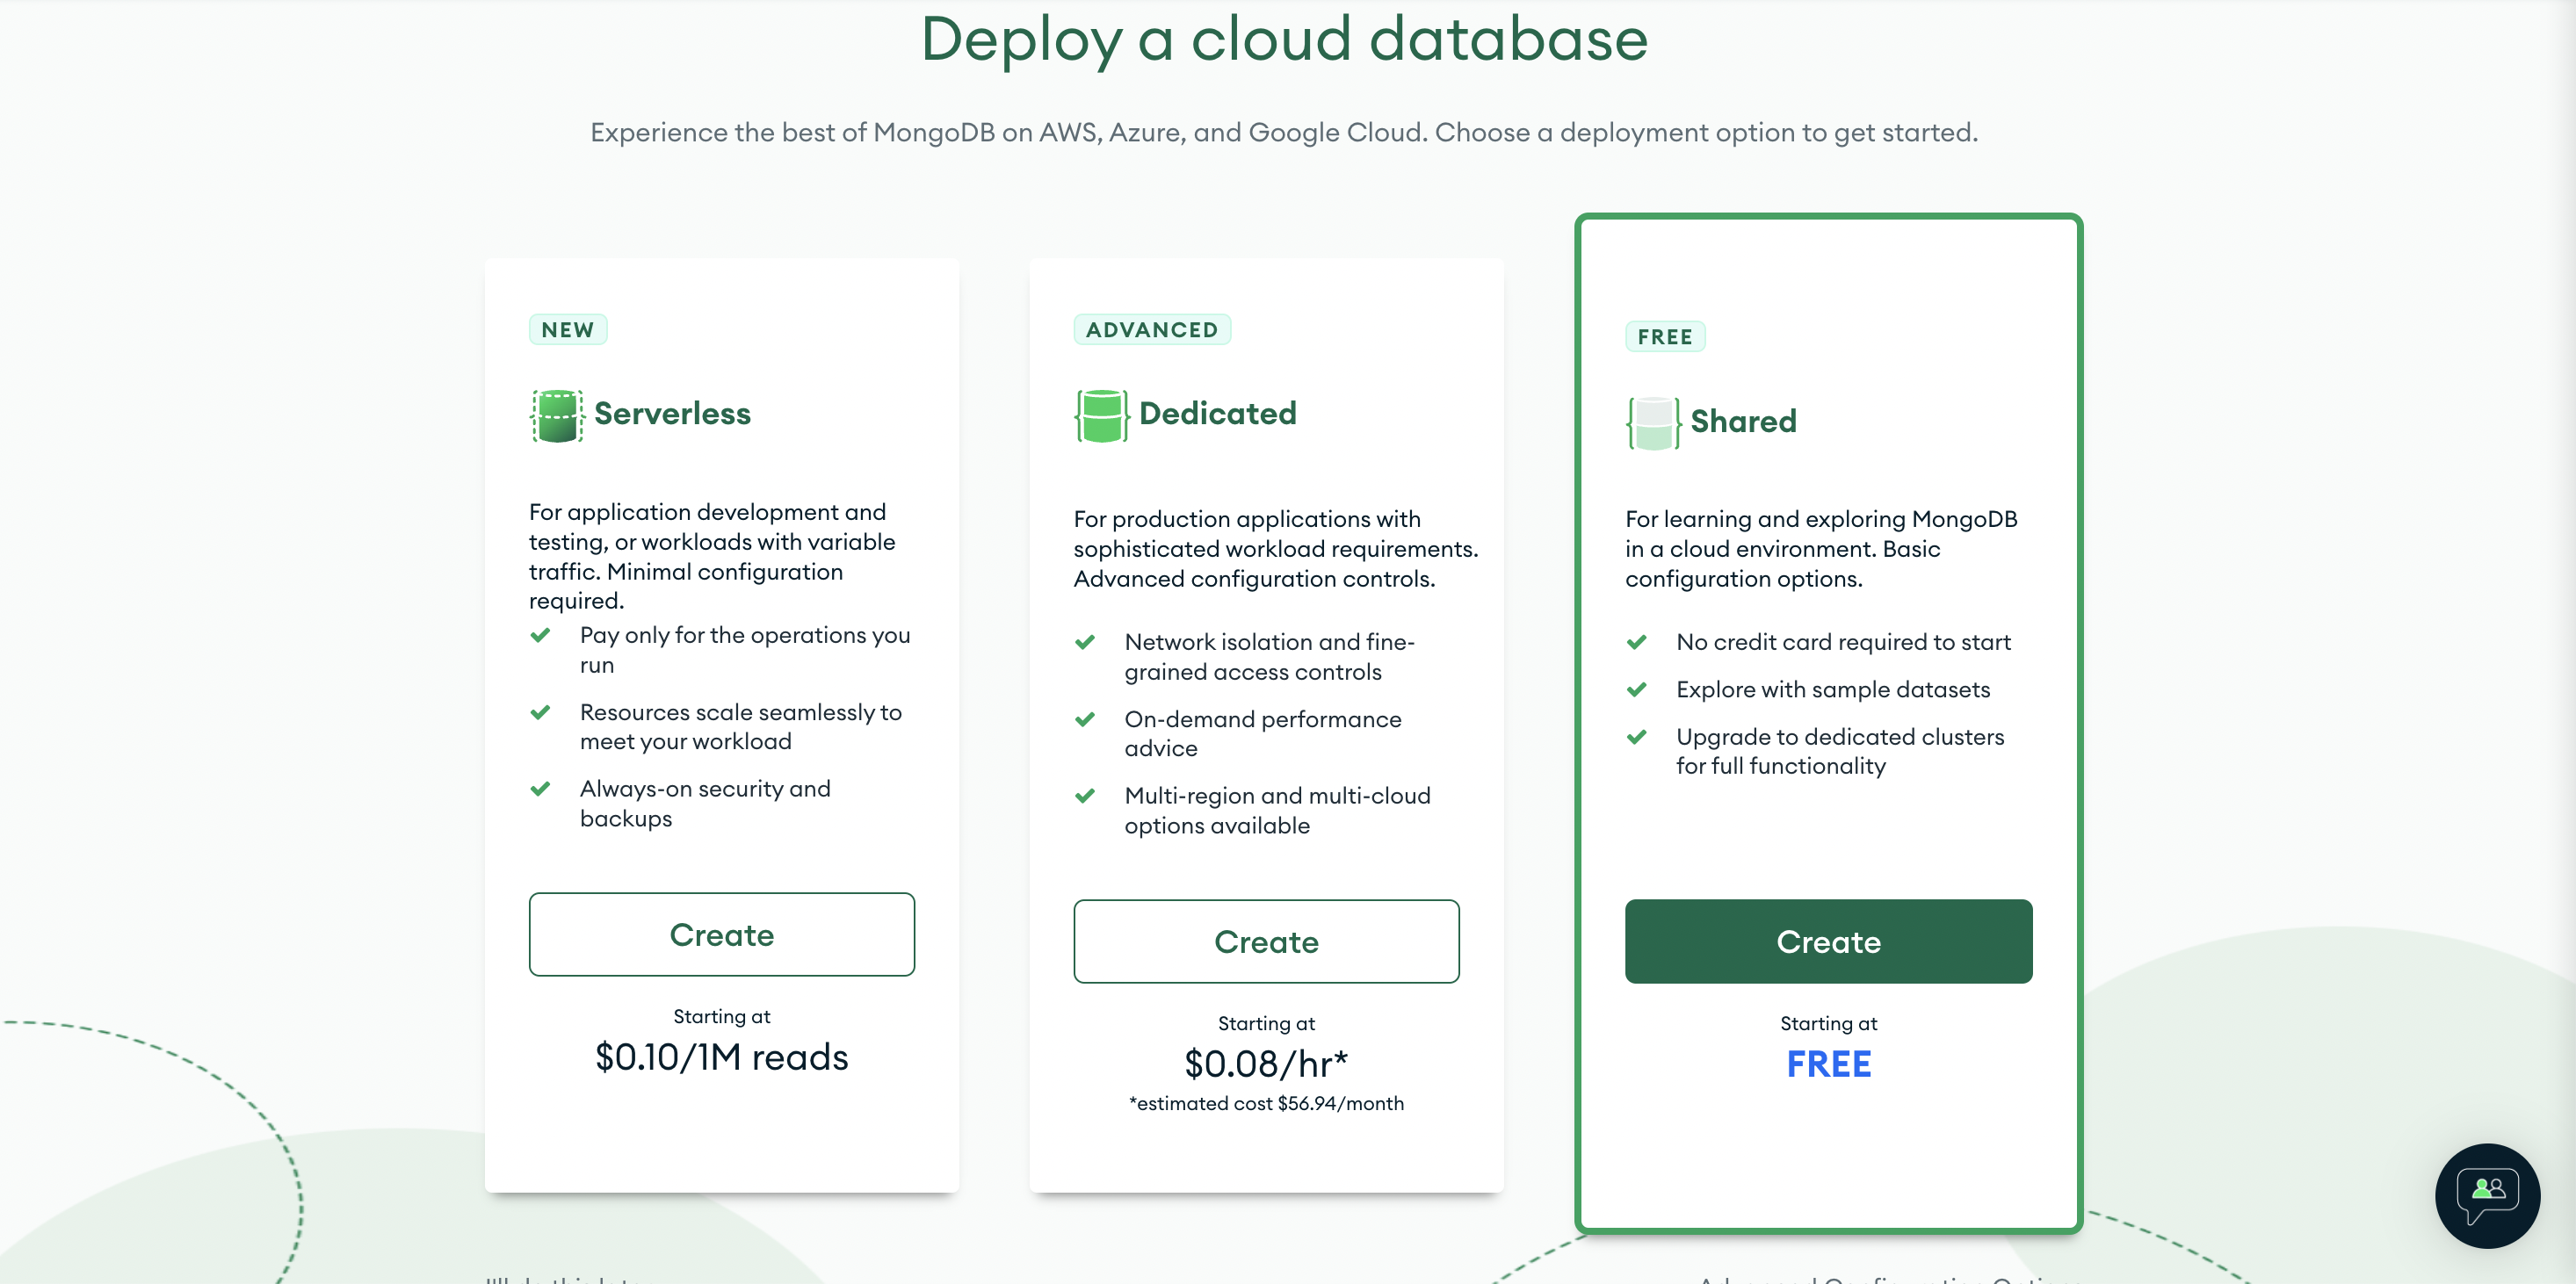 Deploy a cloud database
Experience the best of MongoDB on AWS, Azure, and Google Cloud. Choose a deployment option to get started.
NEW
Serverless
For application development and
testing, or workloads with variable
traffic. Minimal configuration
required.
Pay only for the operations you
run
Resources scale seamlessly to
meet your workload
Always-on security and
backups
Create
Starting at
$0.10/1M reads
ADVANCED
Dedicated
For production applications with
sophisticated workload requirements.
Advanced configuration controls.
Network isolation and fine-
grained access controls
On-demand performance
advice
Multi-region and multi-cloud
options available
Create
Starting at
$0.08/hr*
*estimated cost $56.94/month
FREE
Shared
For learning and exploring MongoDB
in a cloud environment. Basic
configuration options.
No credit card required to start
Explore with sample datasets
Upgrade to dedicated clusters
for full functionality
Create
Starting at
FREE
I'll do this later
Advanced Configuration Options